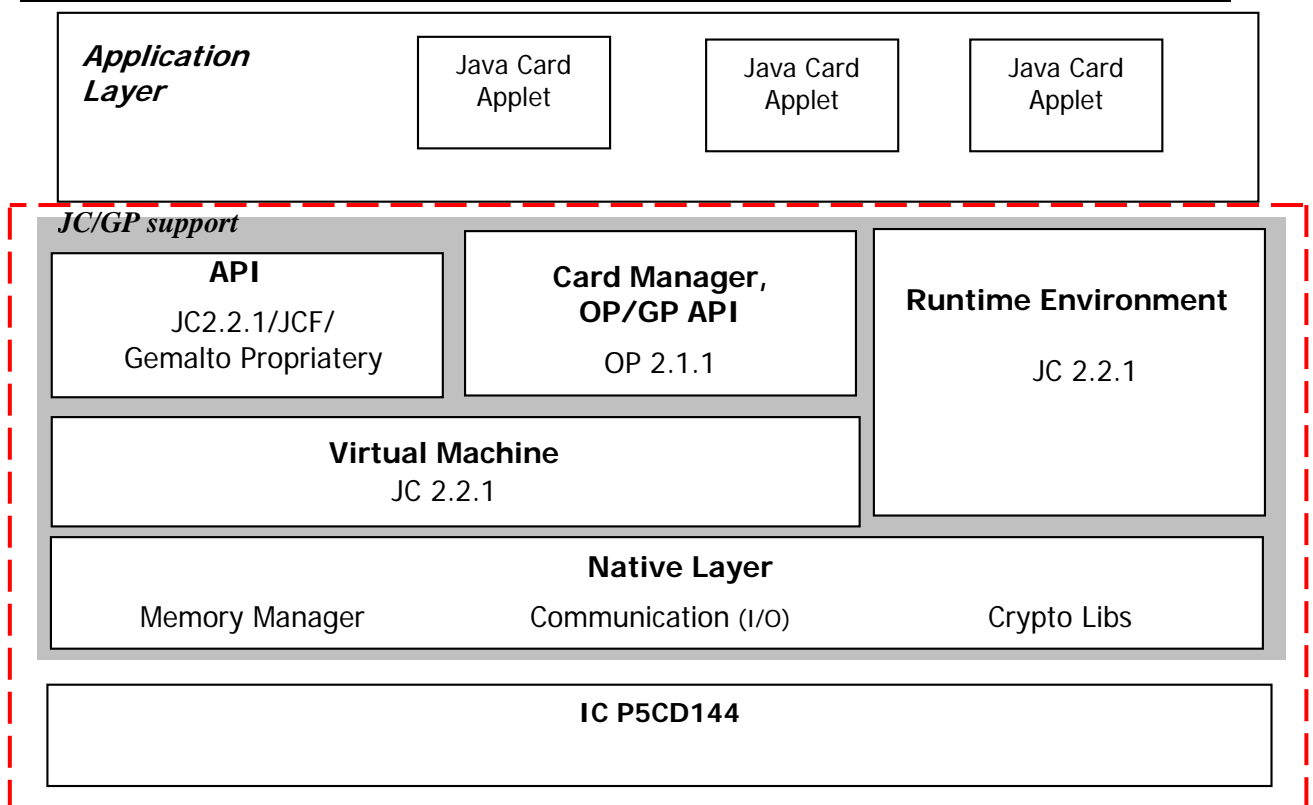 Application
Layer
Java Card
Applet
Java Card
Applet
Java Card
Applet
JC/GP support
API
JC2.2.1/JCF/
Gemalto Propriatery
Card Manager,
OP/GP API
OP 2.1.1
Runtime Environment
JC 2.2.1
Virtual Machine
JC 2.2.1
Native Layer
Memory Manager
Communication (I/O)
Crypto Libs
IC P5CD144